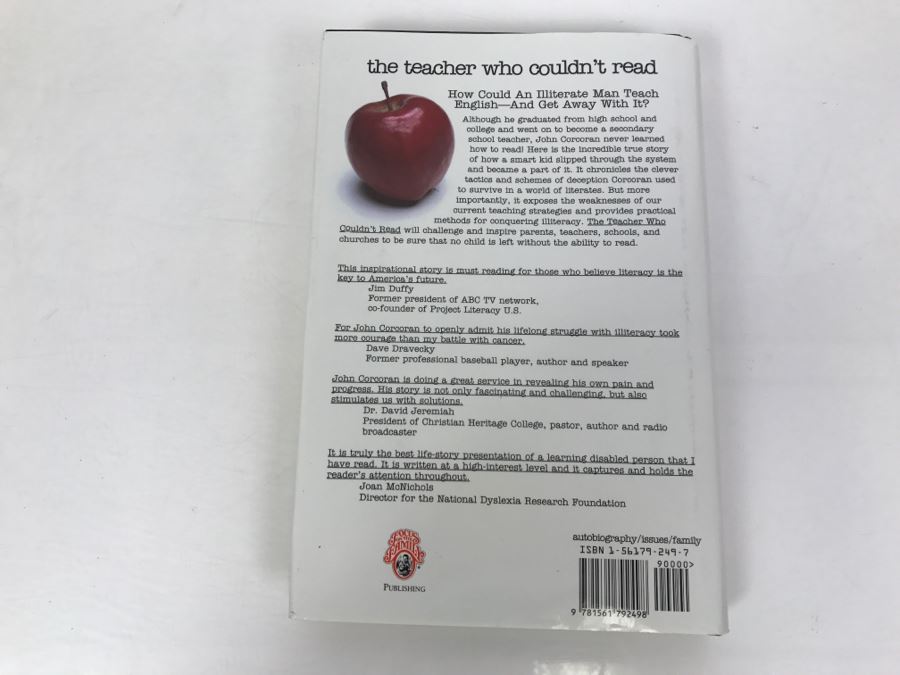 the teacher who couldn't read
How Could An Illiterate Man Teach
English—And Get Away With It?
Although he graduated from high school and
college and went on to become a secondary
school teacher, John Corcoran never learned
how to read! Here is the incredible true story
of how a smart kid slipped through the system
and became a part of it. It chronicles the clever
tactics and schemes of deception Corcoran used
to survive in a world of literates. But more
importantly, it exposes the weaknesses of our
current teaching strategies and provides practical
methods for conquering illiteracy. The Teacher Who
Couldn't Read will challenge and inspire parents, teachers, schools, and
churches to be sure that no child is left without the ability to read.
This inspirational story is must reading for those who believe literacy is the
key to America's future.
Jim Duffy
Former president of ABC TV network,
co-founder of Project Literacy U.S.
For John Corcoran to openly admit his lifelong struggle with illiteracy took
more courage than my battle with cancer.
Dave Dravecky
Former professional baseball player, author and speaker
John Corcoran is doing a great service in revealing his own pain and
progress. His story is not only fascinating and challenging, but also
stimulates us with solutions.
Dr. David Jeremiah
President of Christian Heritage College, pastor, author and radio
broadcaster
It is truly the best life-story presentation of a learning disabled person that I
have read. It is written at a high-interest level and it captures and holds the
reader's attention throughout.
Joan McNichols
Director for the National Dyslexia Research Foundation
FOCUS
ON THE
FAMILY
PUBLISHING
autobiography/issues/family
ISBN 1-56179-249-7
90000>
9 781561 792498